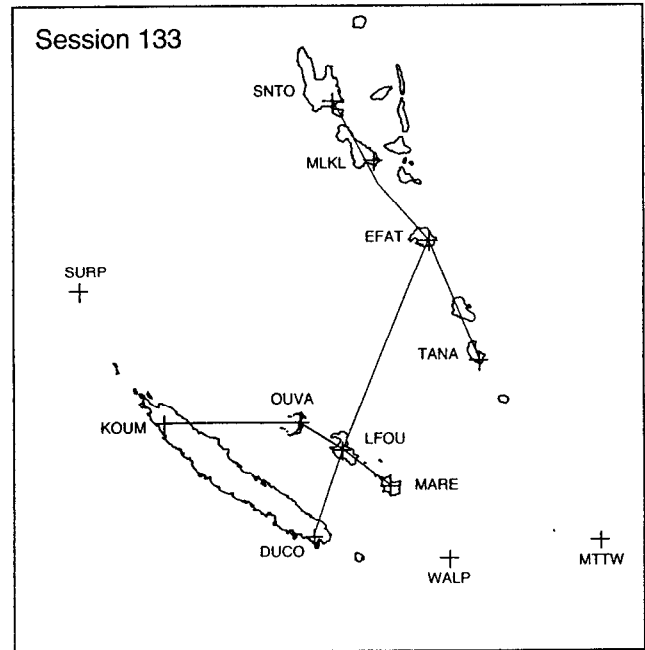 Session 133
SNTO
MLKL
EFAT
SURP
TANA
OUVA
KOUM
LFOU
MARE
DUCO
WALP
MTTW